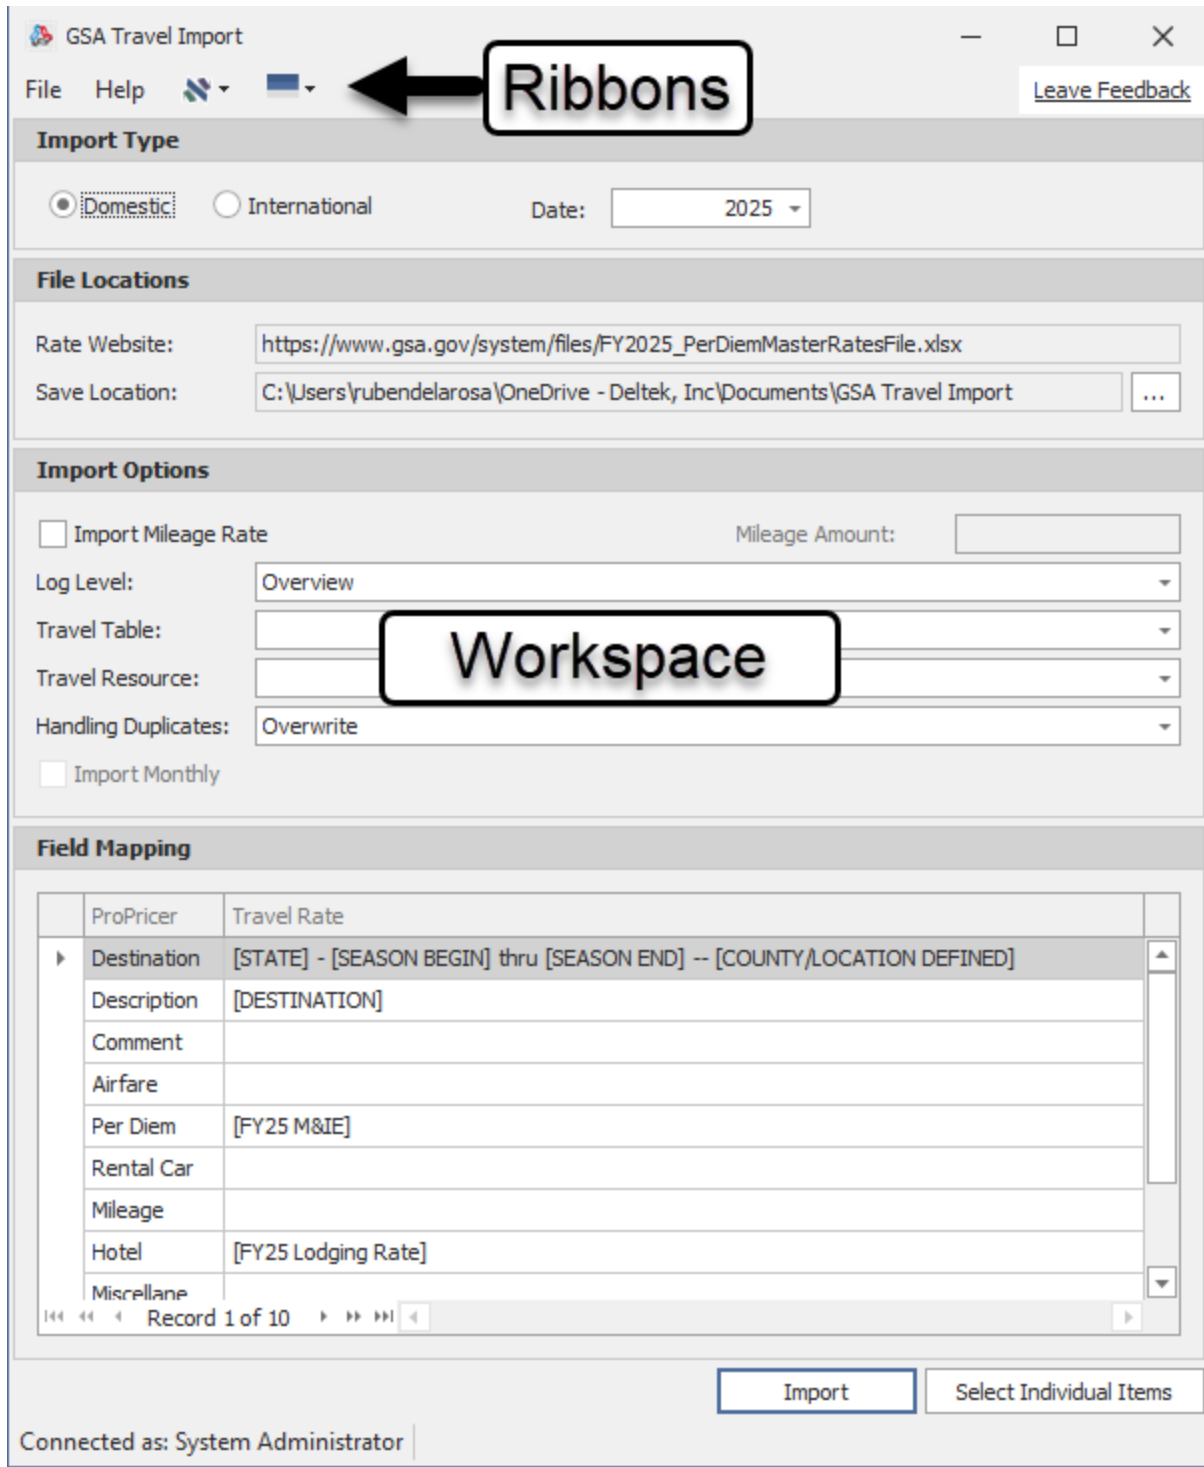 GSA Travel Import
File Help Ribbons Leave Feedback
Import Type
Domestic International Date: 2025
File Locations
Rate Website: https://www.gsa.gov/system/files/FY2025_PerDiemMasterRatesFile.xlsx
Save Location: C:\Users\rubendelarosa\OneDrive - Deltek, Inc\Documents\GSA Travel Import ...
Import Options
Import Mileage Rate Mileage Amount:
Log Level: Overview
Travel Table:
Workspace
Travel Resource:
Handling Duplicates: Overwrite
Import Monthly
Field Mapping
ProPricer Travel Rate
Destination [STATE] - [SEASON BEGIN] thru [SEASON END] -- [COUNTY/LOCATION DEFINED]
Description [DESTINATION]
Comment
Airfare
Per Diem [FY25 M&IE]
Rental Car
Mileage
Hotel [FY25 Lodging Rate]
Miscellane
Record 1 of 10
Import Select Individual Items
Connected as: System Administrator